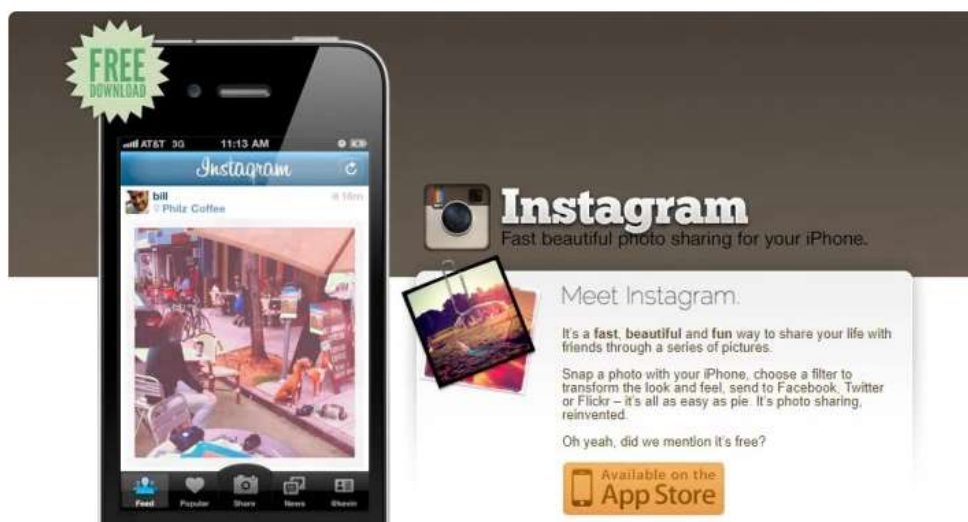 FREE
DOWNLOAD
AT&T 3G 11:13 AM
Instagram
bill
Philz Coffee
Instagram
Fast beautiful photo sharing for your iPhone.
Meet Instagram.
It's a fast, beautiful and fun way to share your life with
friends through a series of pictures.
Snap a photo with your iPhone, choose a filter to
transform the look and feel, send to Facebook, Twitter
or Flickr – it's all as easy as pie. It's photo sharing,
reinvented.
Oh yeah, did we mention it's free?
Available on the
App Store
Feed Popular Share News @kevin